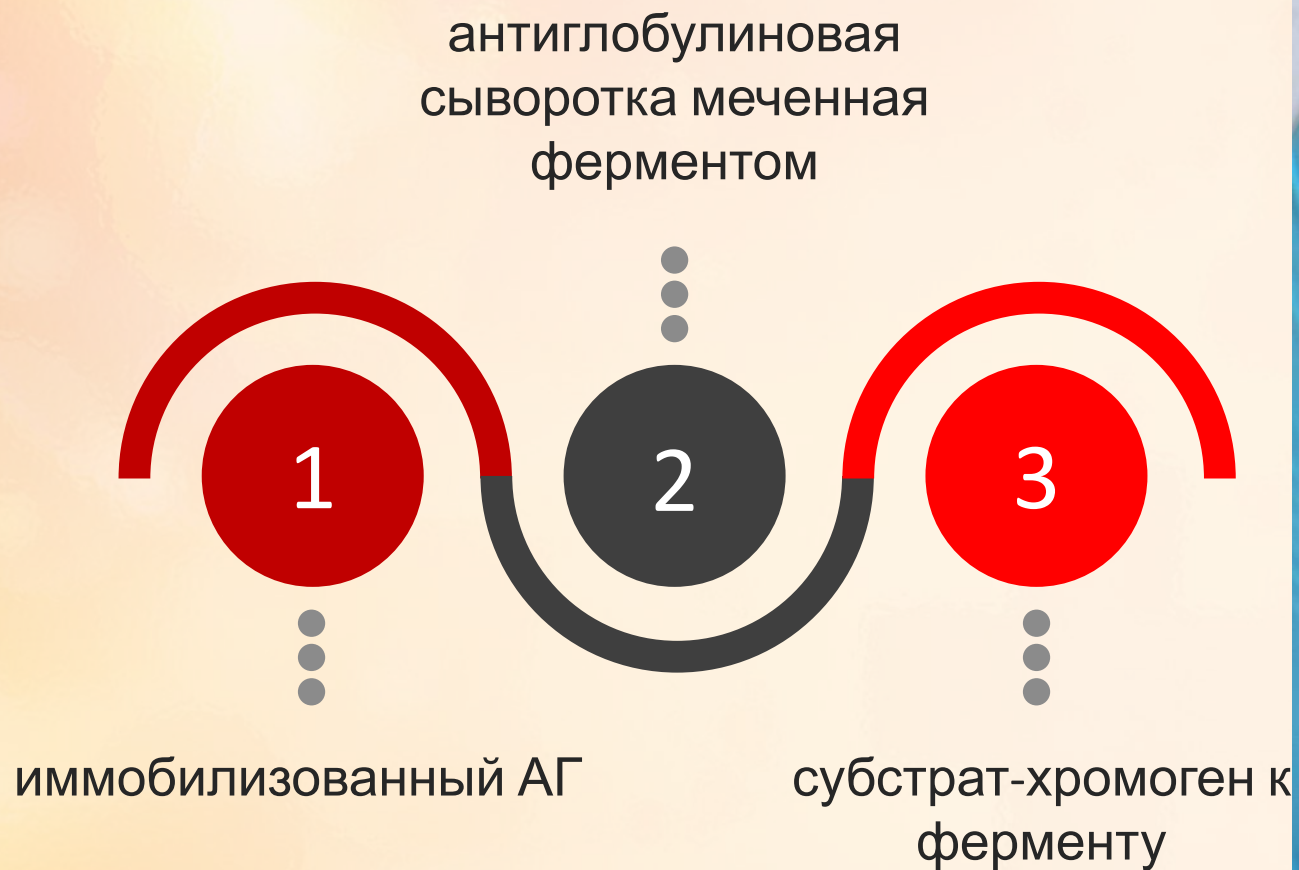 антиглобулиновая
сыворотка меченная
ферментом
1
2
3
иммобилизованный АГ
субстрат-хромоген к
ферменту